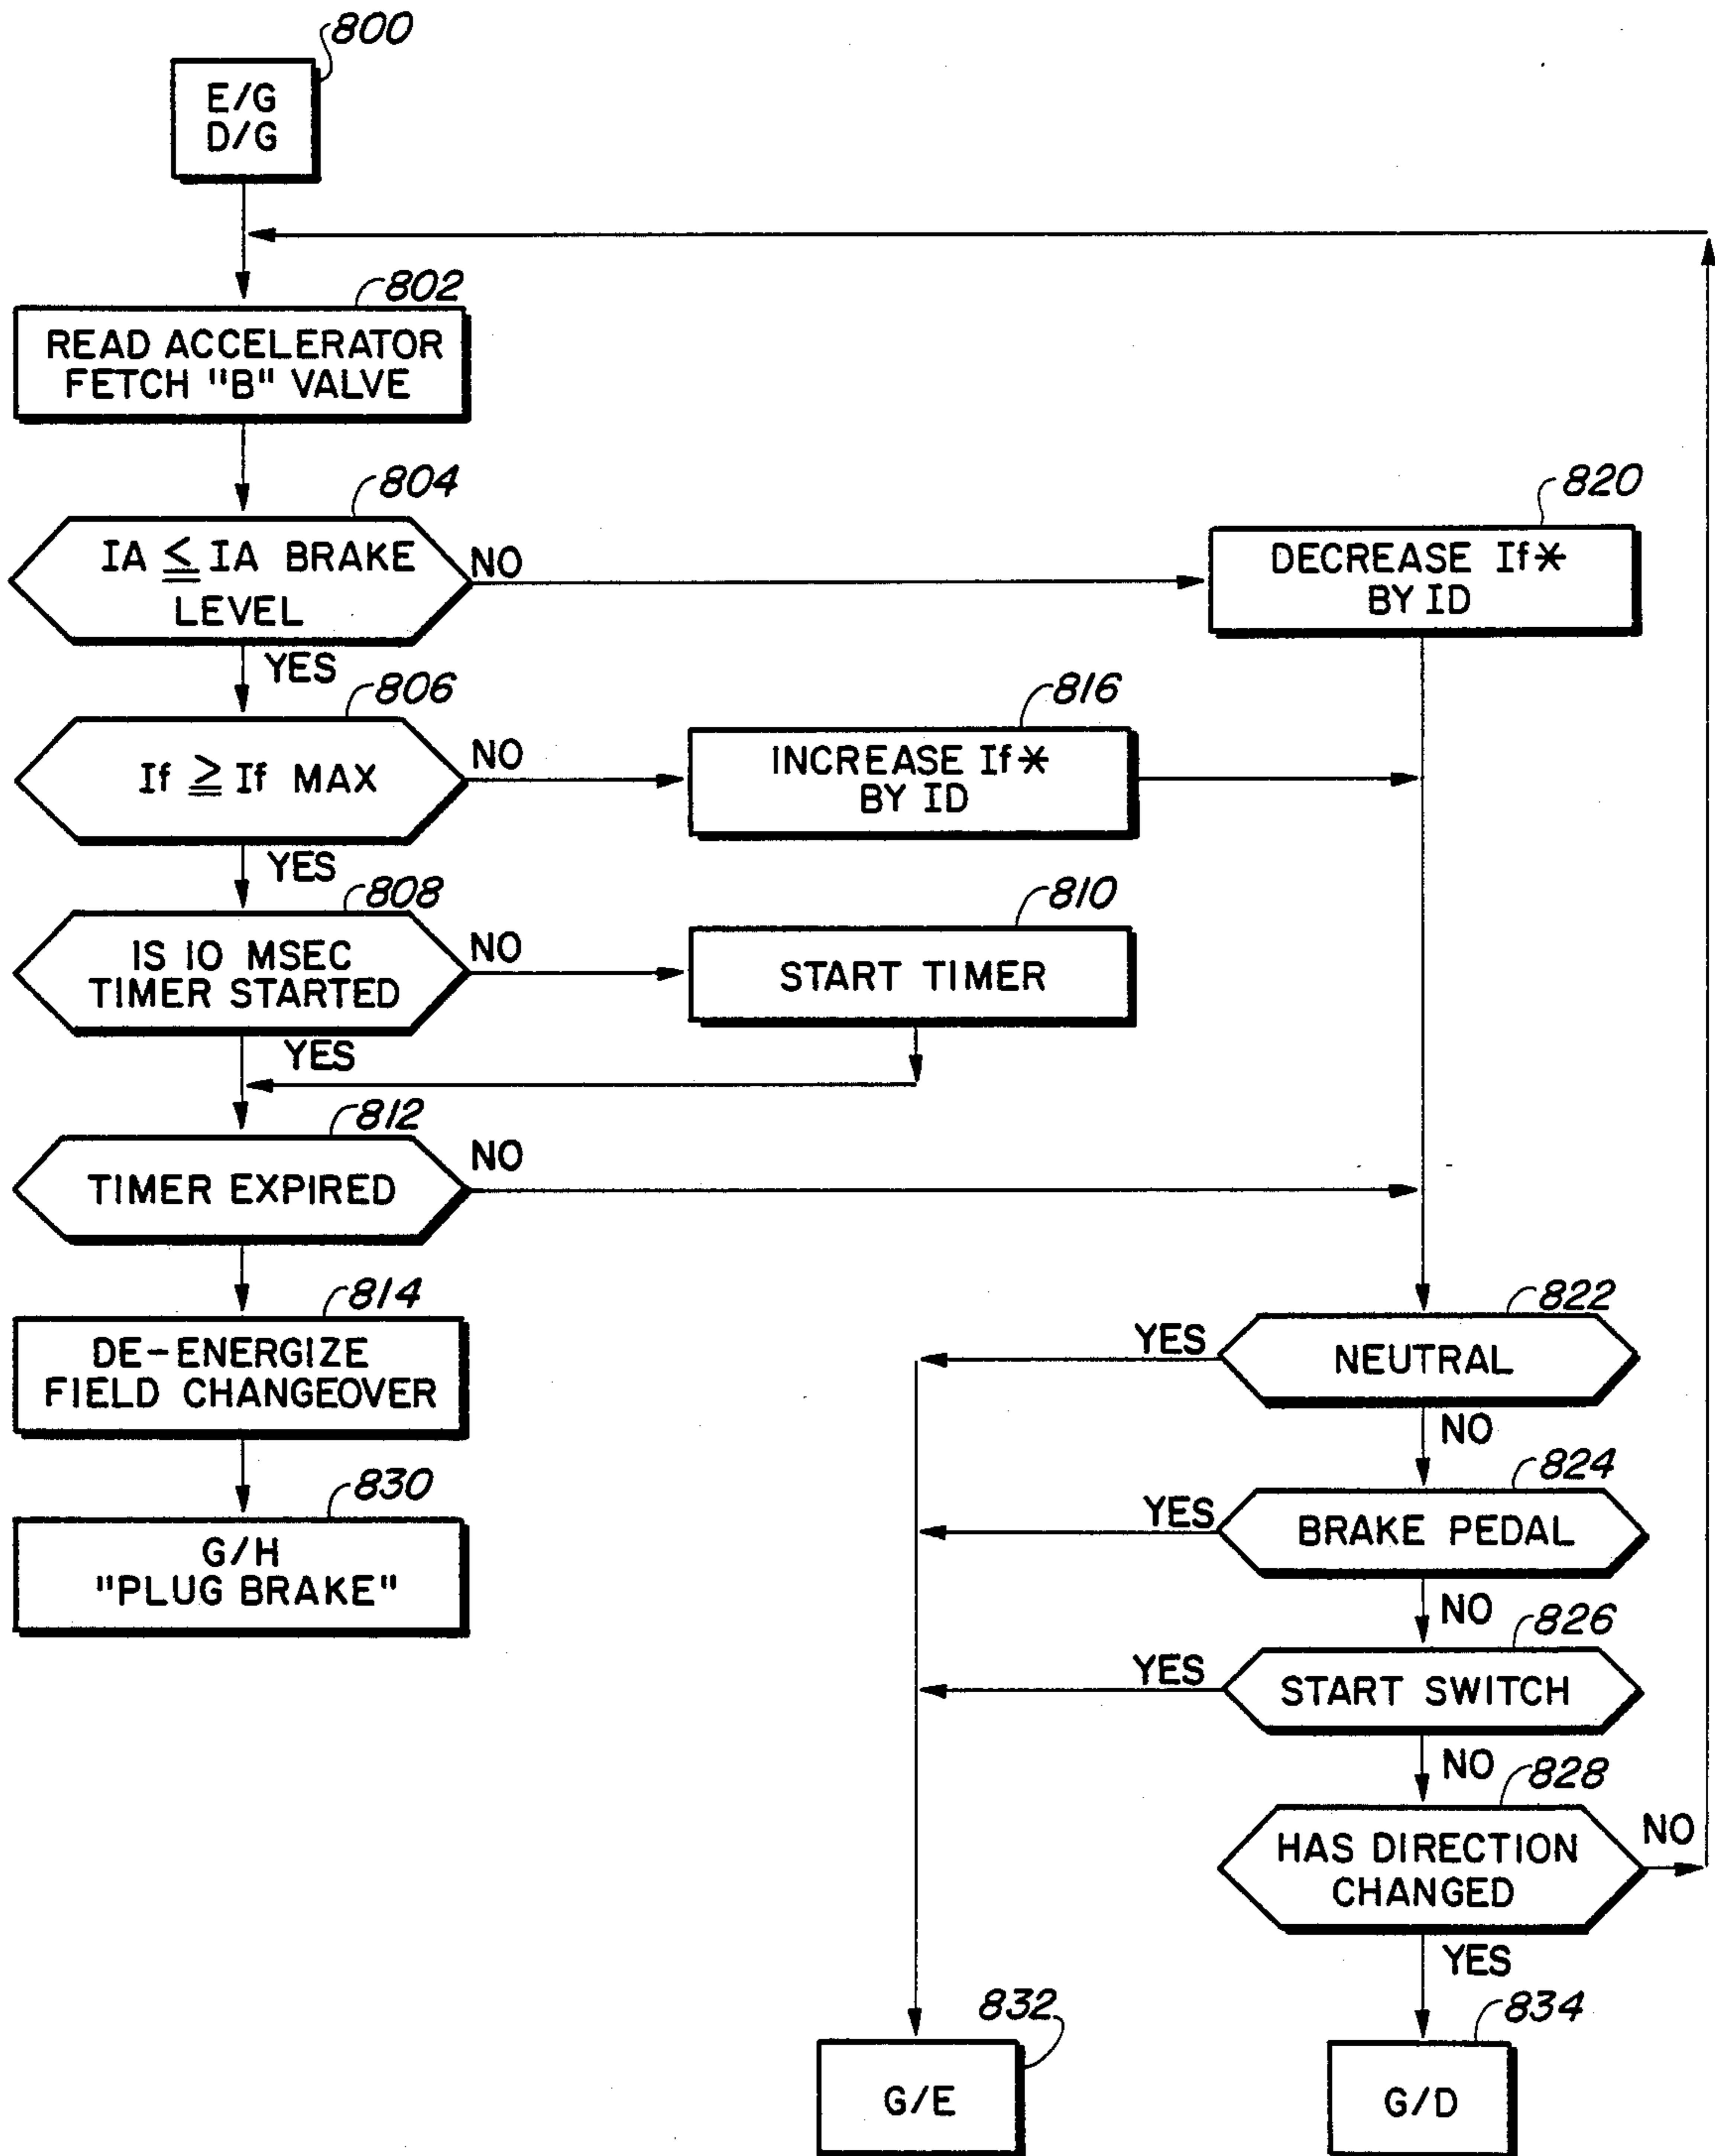 800
E/G
D/G
802
READ ACCELERATOR
FETCH "B" VALVE
804
IA ≦ IA BRAKE
LEVEL
NO
YES
820
DECREASE If*
BY ID
806
If ≧ If MAX
NO
YES
816
INCREASE If*
BY ID
808
IS 10 MSEC
TIMER STARTED
NO
YES
810
START TIMER
812
TIMER EXPIRED
NO
814
DE-ENERGIZE
FIELD CHANGEOVER
830
G/H
"PLUG BRAKE"
822
NEUTRAL
YES
NO
824
BRAKE PEDAL
YES
NO
826
START SWITCH
YES
NO
828
HAS DIRECTION
CHANGED
NO
YES
832
G/E
834
G/D